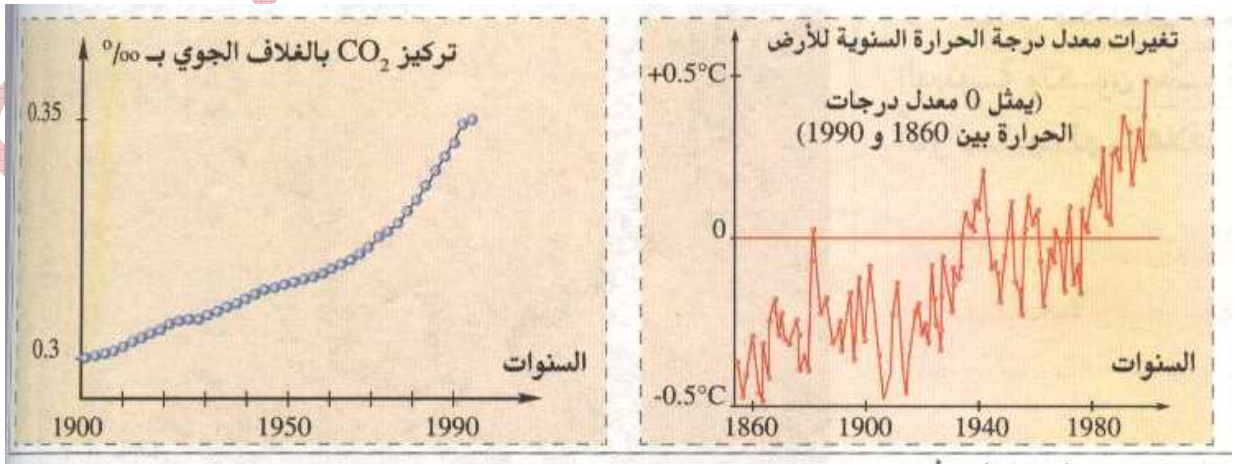 تغيرات معدل درجة الحرارة السنوية للأرض
+0.5°C
(يمثل 0 معدل درجات
الحرارة بين 1860 و 1990)
0
السنوات
-0.5°C
1860 1900 1940 1980
تركيز CO₂ بالغلاف الجوي بـ ‰
0.35
0.3
السنوات
1900 1950 1990